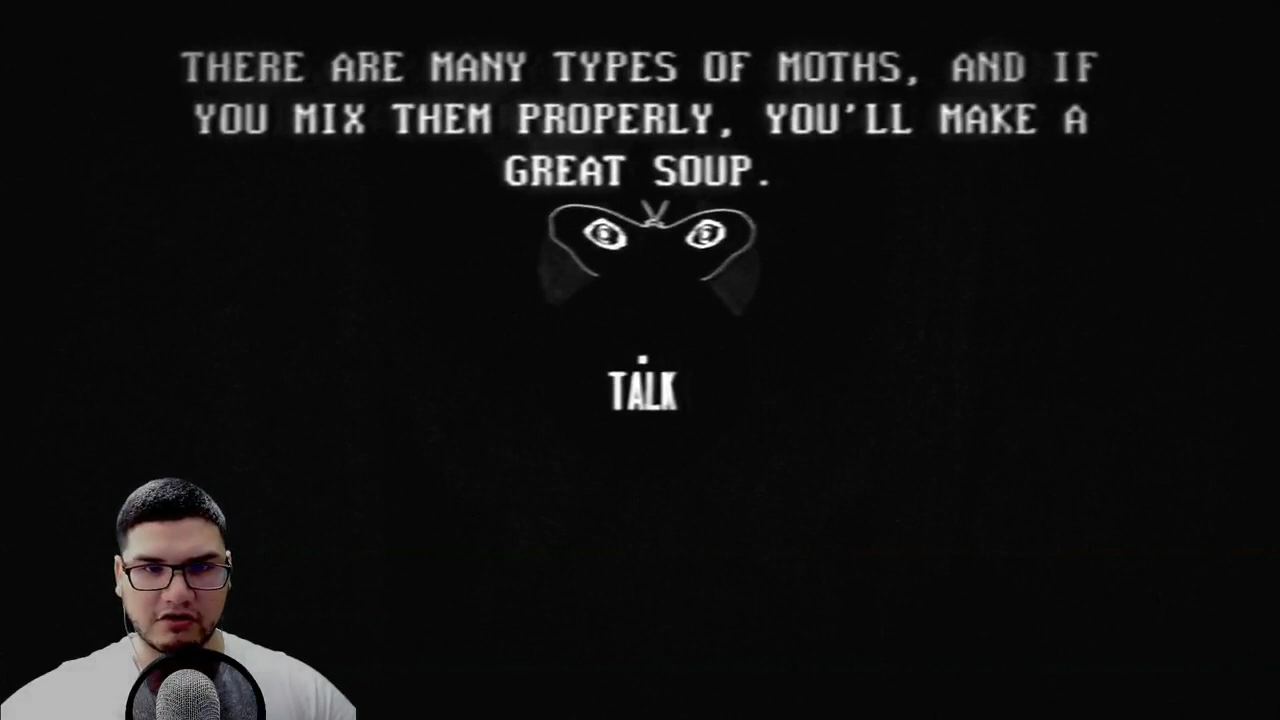 THERE ARE MANY TYPES OF MOTHS, AND IF
YOU MIX THEM PROPERLY, YOU'LL MAKE A
GREAT SOUP.
TALK